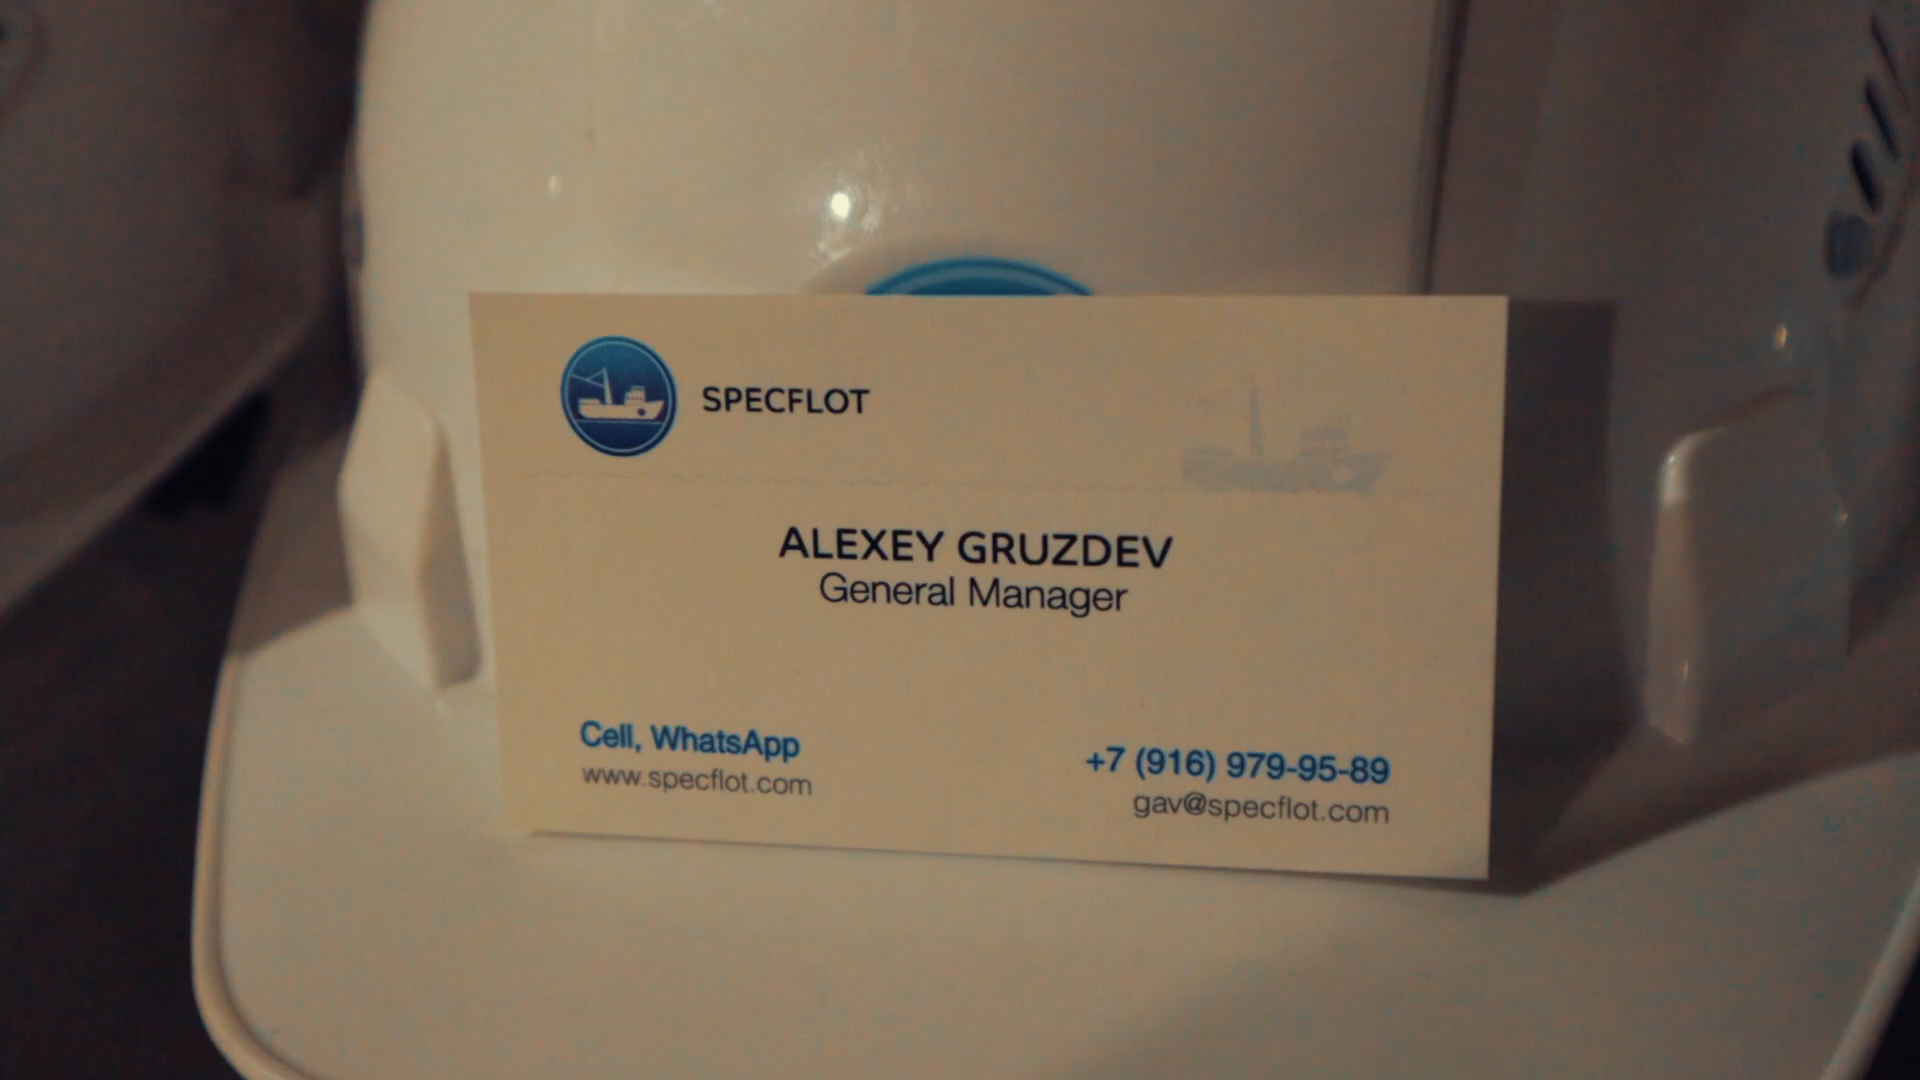 SPECFLOT
ALEXEY GRUZDEV
General Manager
Cell, WhatsApp
+7 (916) 979-95-89
www.specflot.com
gav@specflot.com